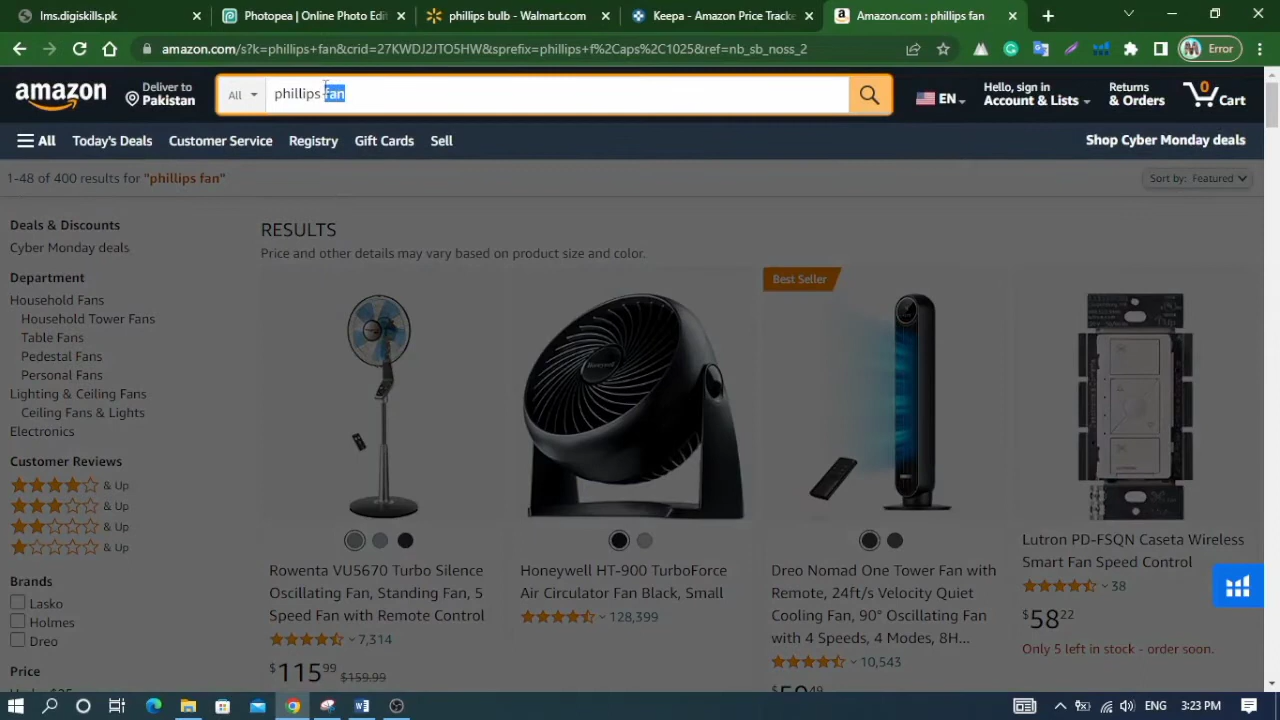 lms.digiskills.pk
Photopea | Online Photo Edit
phillips bulb - Walmart.com
Keepa - Amazon Price Tracke
Amazon.com : phillips fan
amazon.com/s?k=phillips+fan&crid=27KWDJ2JTO5HW&sprefix=phillips+f%2Caps%2C1025&ref=nb_sb_noss_2
Error
amazon
Deliver to
Pakistan
All
phillips fan
EN
Hello, sign in
Account & Lists
Returns
& Orders
0
Cart
All
Today's Deals
Customer Service
Registry
Gift Cards
Sell
Shop Cyber Monday deals
1-48 of 400 results for "phillips fan"
Sort by: Featured
Deals & Discounts
Cyber Monday deals
Department
Household Fans
Household Tower Fans
Table Fans
Pedestal Fans
Personal Fans
Lighting & Ceiling Fans
Ceiling Fans & Lights
Electronics
Customer Reviews
& Up
& Up
& Up
& Up
Brands
Lasko
Holmes
Dreo
Price
RESULTS
Price and other details may vary based on product size and color.
Rowenta VU5670 Turbo Silence
Oscillating Fan, Standing Fan, 5
Speed Fan with Remote Control
7,314
$115 99 $159.99
Honeywell
Honeywell HT-900 TurboForce
Air Circulator Fan Black, Small
128,399
Best Seller
Dreo Nomad One Tower Fan with
Remote, 24ft/s Velocity Quiet
Cooling Fan, 90° Oscillating Fan
with 4 Speeds, 4 Modes, 8H...
10,543
Lutron PD-FSQN Caseta Wireless
Smart Fan Speed Control
38
$58 22
Only 5 left in stock - order soon.
ENG
3:23 PM